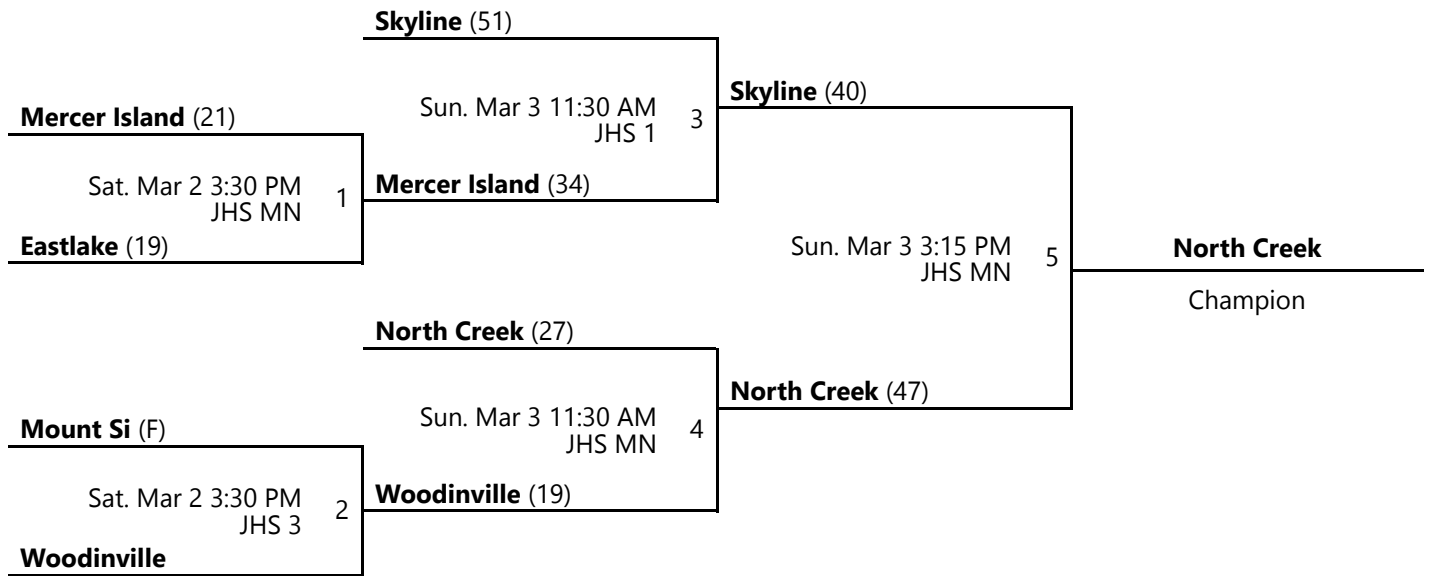 Skyline (51)
Skyline (40)
Mercer Island (21)
Sun. Mar 3 11:30 AM
JHS 1
3
Sat. Mar 2 3:30 PM
JHS MN
1
Mercer Island (34)
Eastlake (19)
Sun. Mar 3 3:15 PM
JHS MN
5
North Creek
Champion
North Creek (27)
North Creek (47)
Mount Si (F)
Sun. Mar 3 11:30 AM
JHS MN
4
Sat. Mar 2 3:30 PM
JHS 3
2
Woodinville (19)
Woodinville